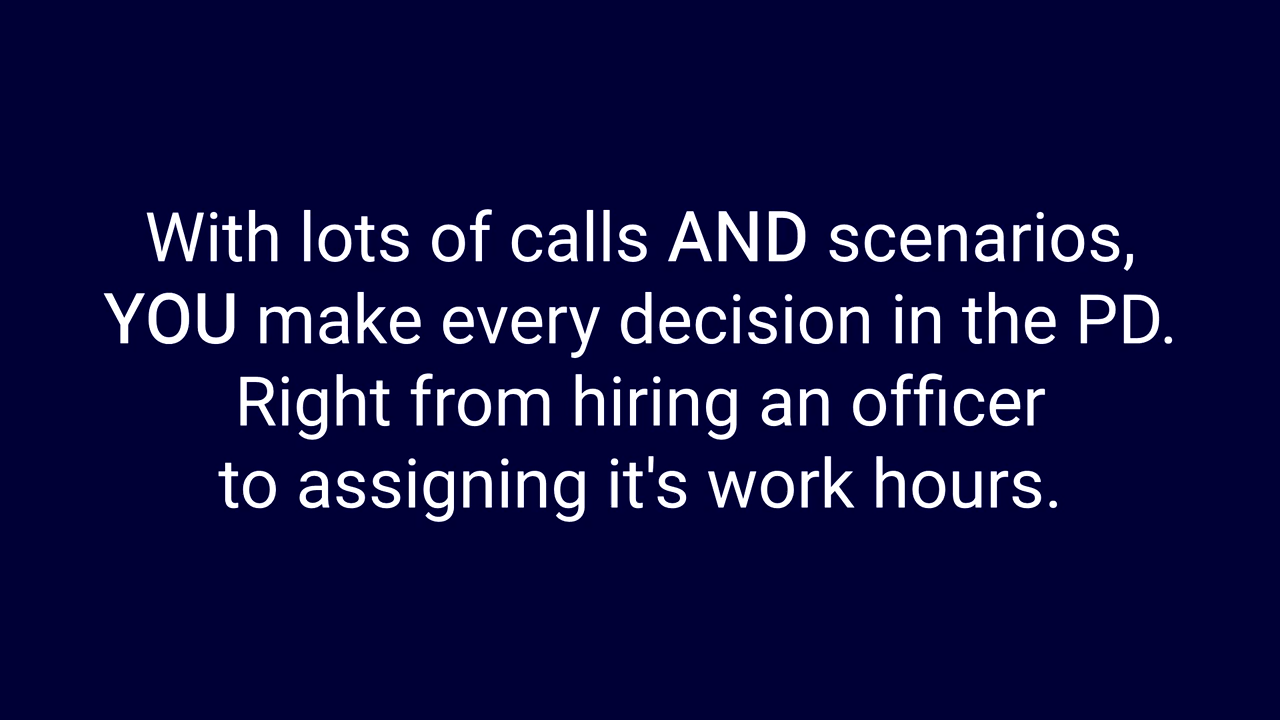 With lots of calls AND scenarios,
YOU make every decision in the PD.
Right from hiring an officer
to assigning it's work hours.